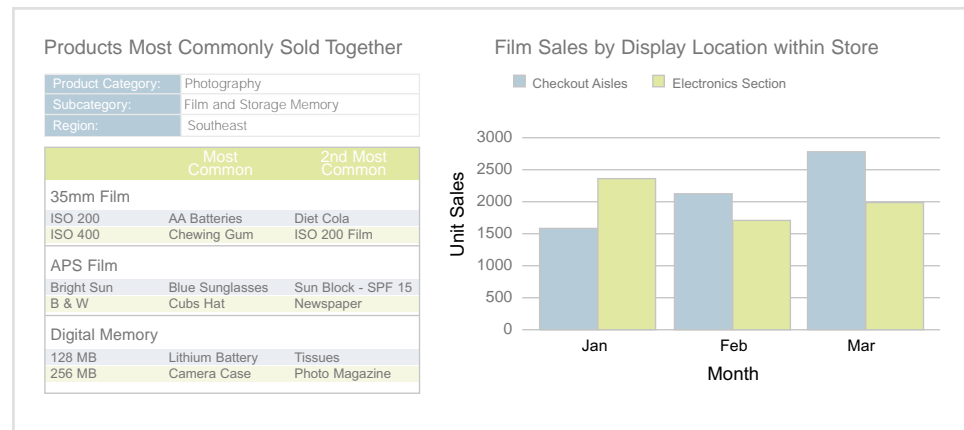 Products Most Commonly Sold Together
Product Category: Photography
Subcategory: Film and Storage Memory
Region: Southeast
Most Common 2nd Most Common
35mm Film
ISO 200 AA Batteries Diet Cola
ISO 400 Chewing Gum ISO 200 Film
APS Film
Bright Sun Blue Sunglasses Sun Block - SPF 15
B & W Cubs Hat Newspaper
Digital Memory
128 MB Lithium Battery Tissues
256 MB Camera Case Photo Magazine
Film Sales by Display Location within Store
Checkout Aisles Electronics Section
3000
2500
2000
1500
1000
500
0
Unit Sales
Jan Feb Mar
Month